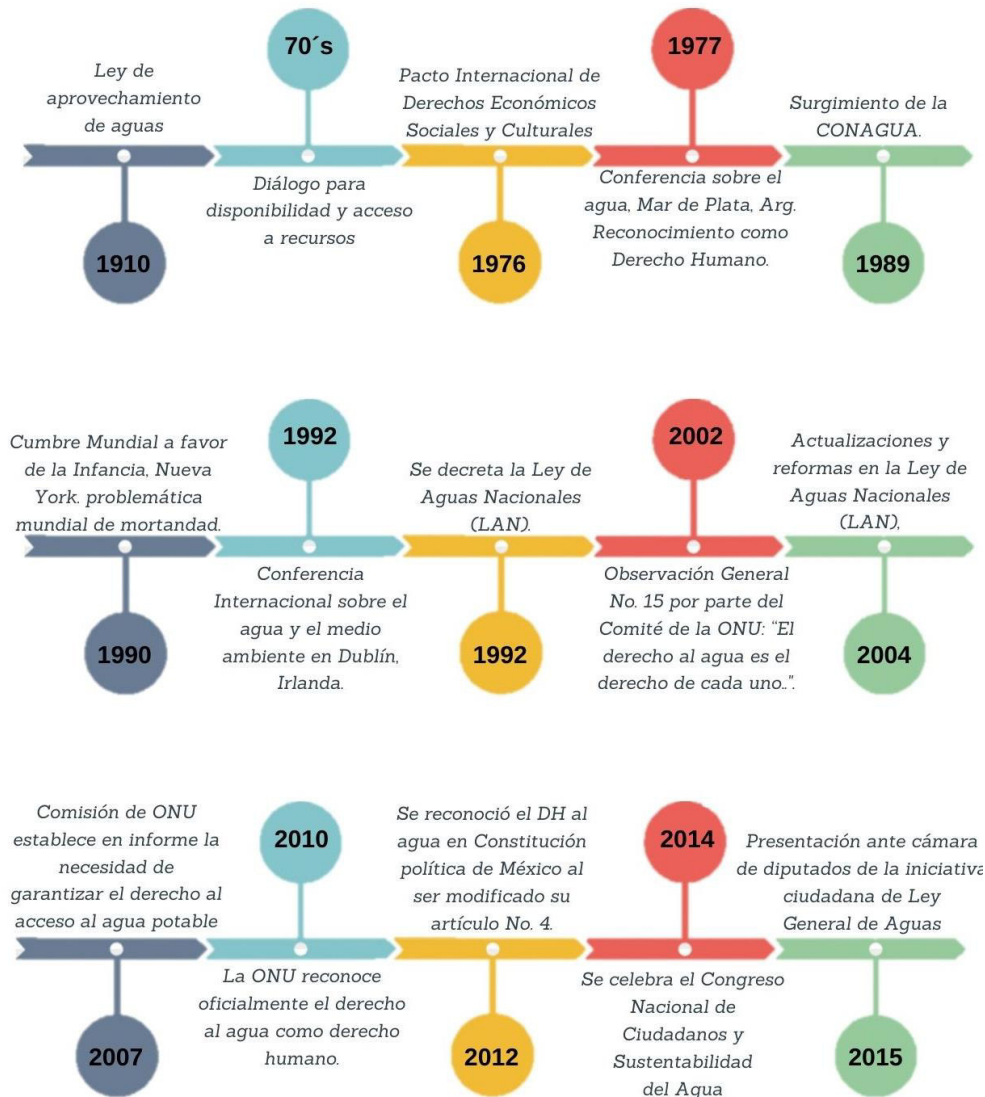 Ley de
aprovechamiento
de aguas
1910
70´s
Diálogo para
disponibilidad y acceso
a recursos
Pacto Internacional de
Derechos Económicos
Sociales y Culturales
1976
1977
Conferencia sobre el
agua, Mar de Plata, Arg.
Reconocimiento como
Derecho Humano.
Surgimiento de la
CONAGUA.
1989
Cumbre Mundial a favor
de la Infancia, Nueva
York. problemática
mundial de mortandad.
1990
1992
Conferencia
Internacional sobre el
agua y el medio
ambiente en Dublín,
Irlanda.
Se decreta la Ley de
Aguas Nacionales
(LAN).
1992
2002
Observación General
No. 15 por parte del
Comité de la ONU: "El
derecho al agua es el
derecho de cada uno..".
Actualizaciones y
reformas en la Ley de
Aguas Nacionales
(LAN),
2004
Comisión de ONU
establece en informe la
necesidad de
garantizar el derecho al
acceso al agua potable
2007
2010
La ONU reconoce
oficialmente el derecho
al agua como derecho
humano.
Se reconoció el DH al
agua en Constitución
política de México al
ser modificado su
artículo No. 4.
2012
2014
Se celebra el Congreso
Nacional de
Ciudadanos y
Sustentabilidad
del Agua
Presentación ante cámara
de diputados de la iniciativa
ciudadana de Ley
General de Aguas
2015